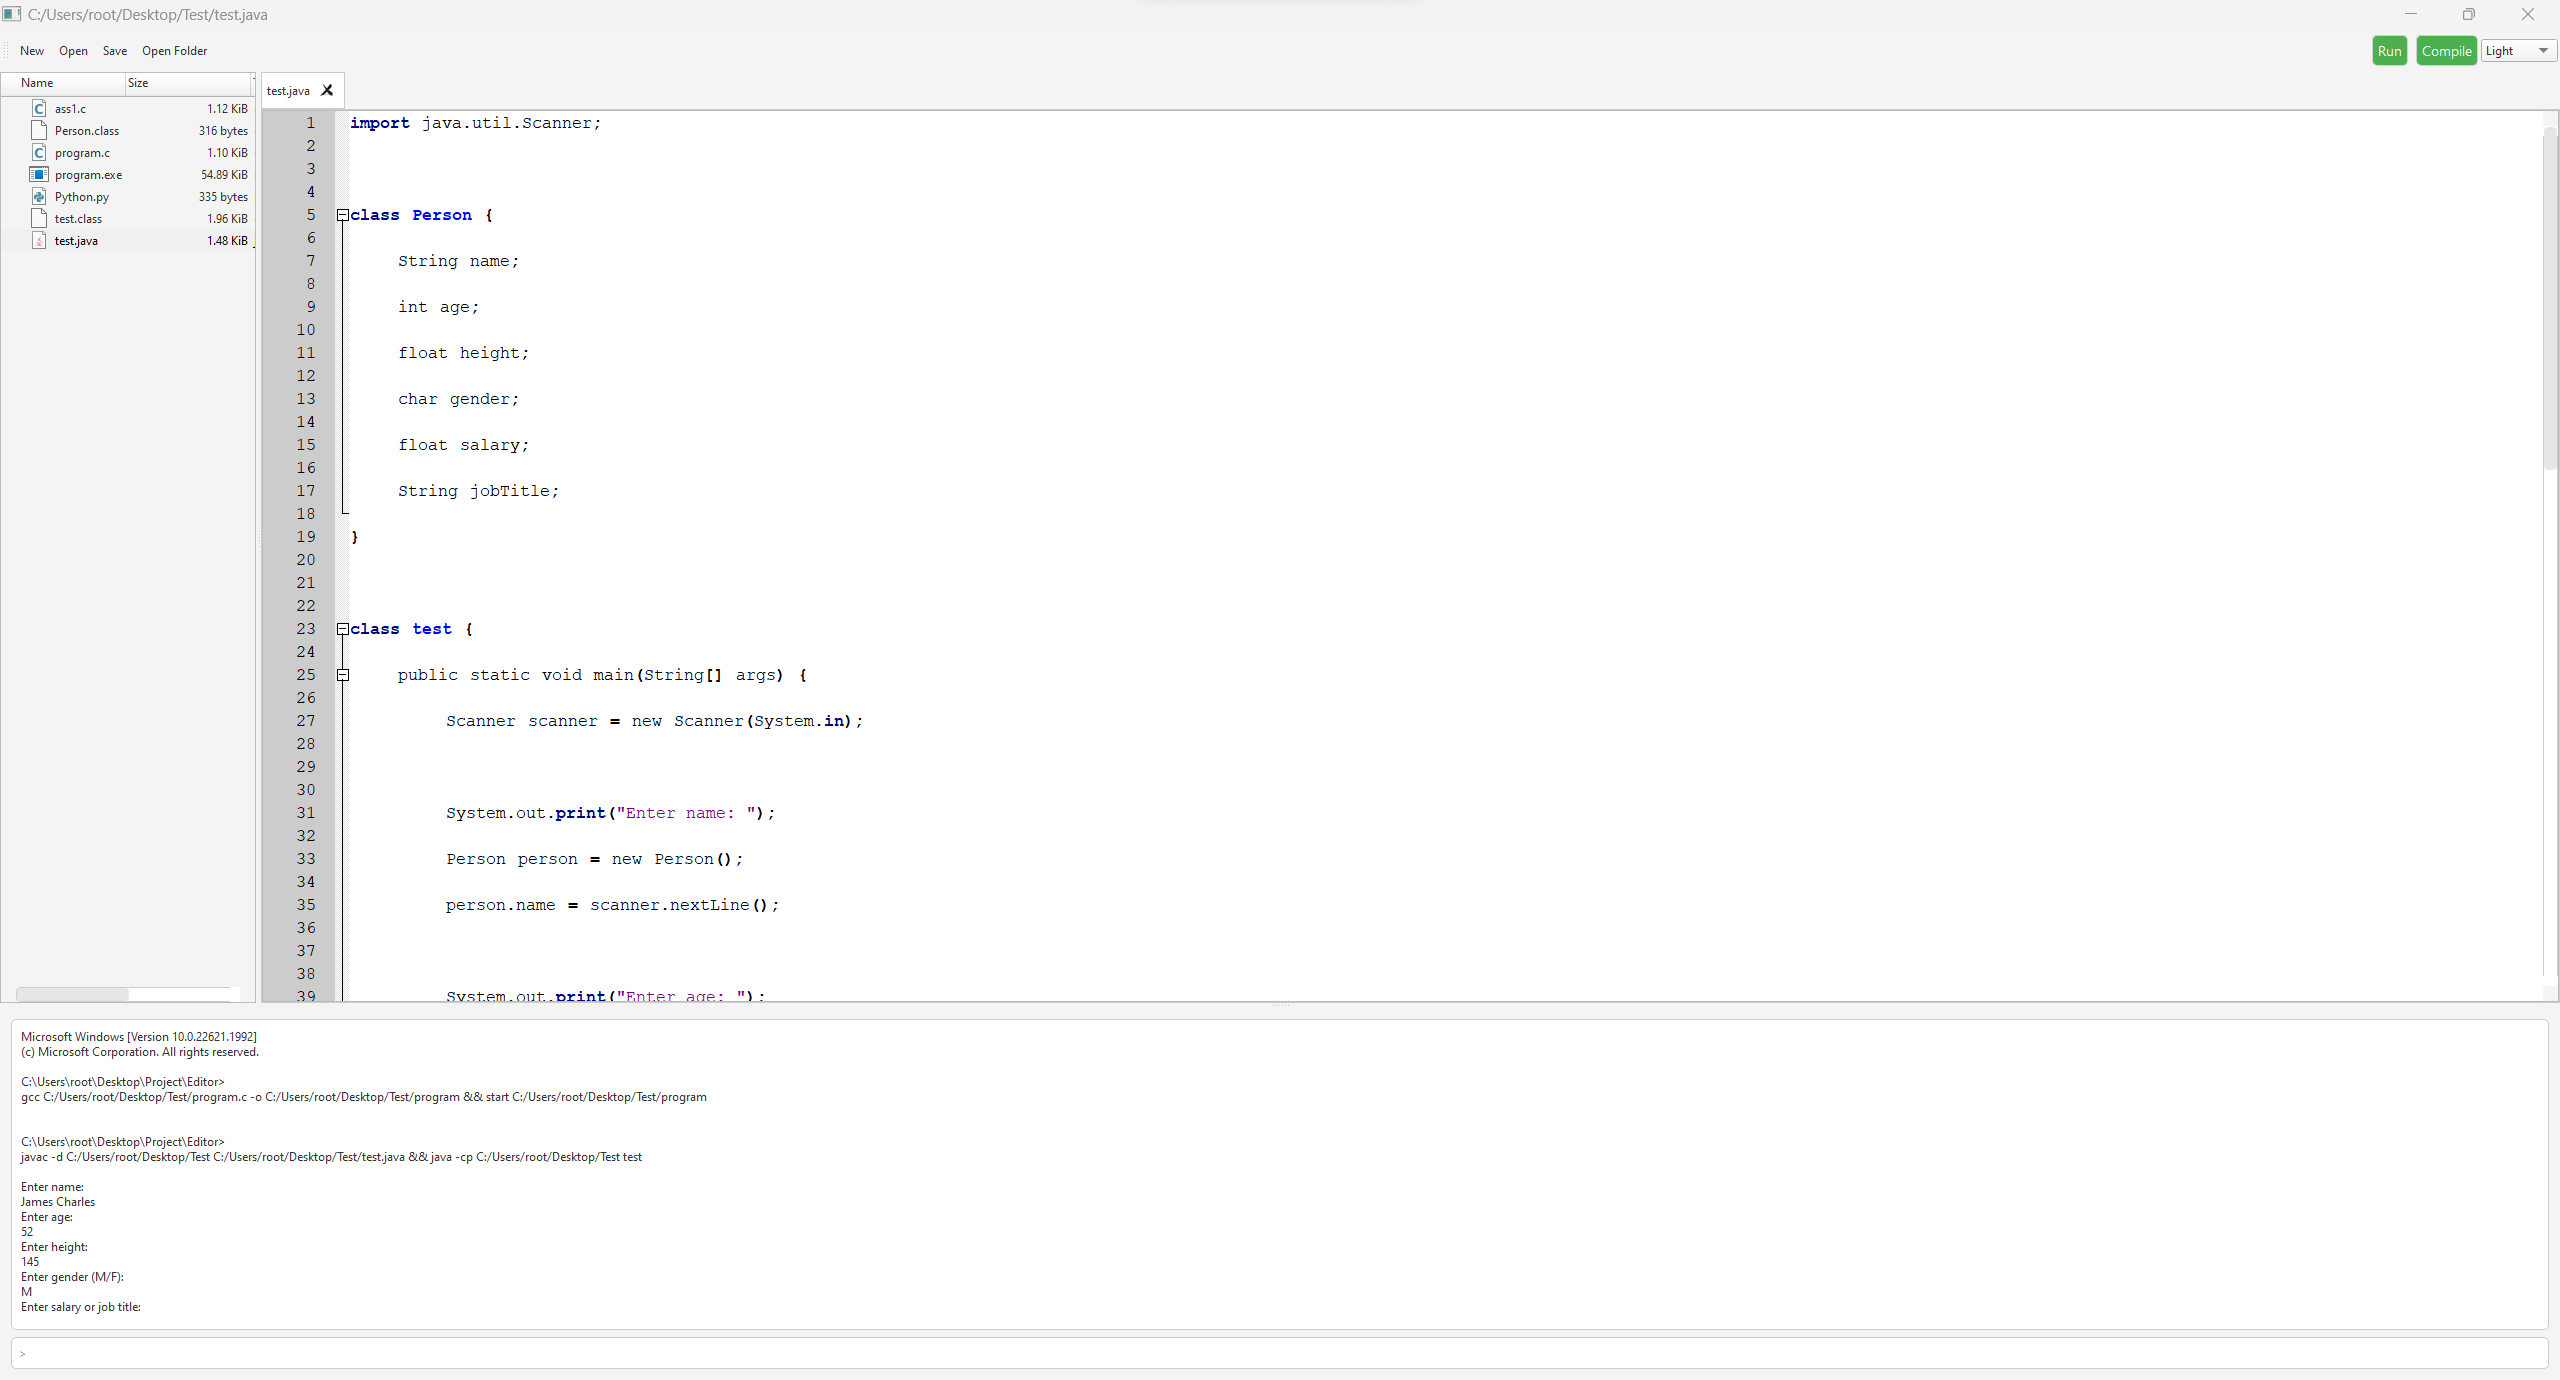 C:/Users/root/Desktop/Test/test.java
New Open Save Open Folder
Run Compile Light
Name Size
ass1.c 1.12 KiB
Person.class 316 bytes
program.c 1.10 KiB
program.exe 54.89 KiB
Python.py 335 bytes
test.class 1.96 KiB
test.java 1.48 KiB
test.java
1 import java.util.Scanner;
2
3
4
5 class Person {
6
7 String name;
8
9 int age;
10
11 float height;
12
13 char gender;
14
15 float salary;
16
17 String jobTitle;
18
19 }
20
21
22
23 class test {
24
25 public static void main(String[] args) {
26
27 Scanner scanner = new Scanner(System.in);
28
29
30
31 System.out.print("Enter name: ");
32
33 Person person = new Person();
34
35 person.name = scanner.nextLine();
36
37
38
39 System.out.print("Enter age: ");
Microsoft Windows [Version 10.0.22621.1992]
(c) Microsoft Corporation. All rights reserved.
C:\Users\root\Desktop\Project\Editor>
gcc C:/Users/root/Desktop/Test/program.c -o C:/Users/root/Desktop/Test/program && start C:/Users/root/Desktop/Test/program
C:\Users\root\Desktop\Project\Editor>
javac -d C:/Users/root/Desktop/Test C:/Users/root/Desktop/Test/test.java && java -cp C:/Users/root/Desktop/Test test
Enter name:
James Charles
Enter age:
52
Enter height:
145
Enter gender (M/F):
M
Enter salary or job title:
>